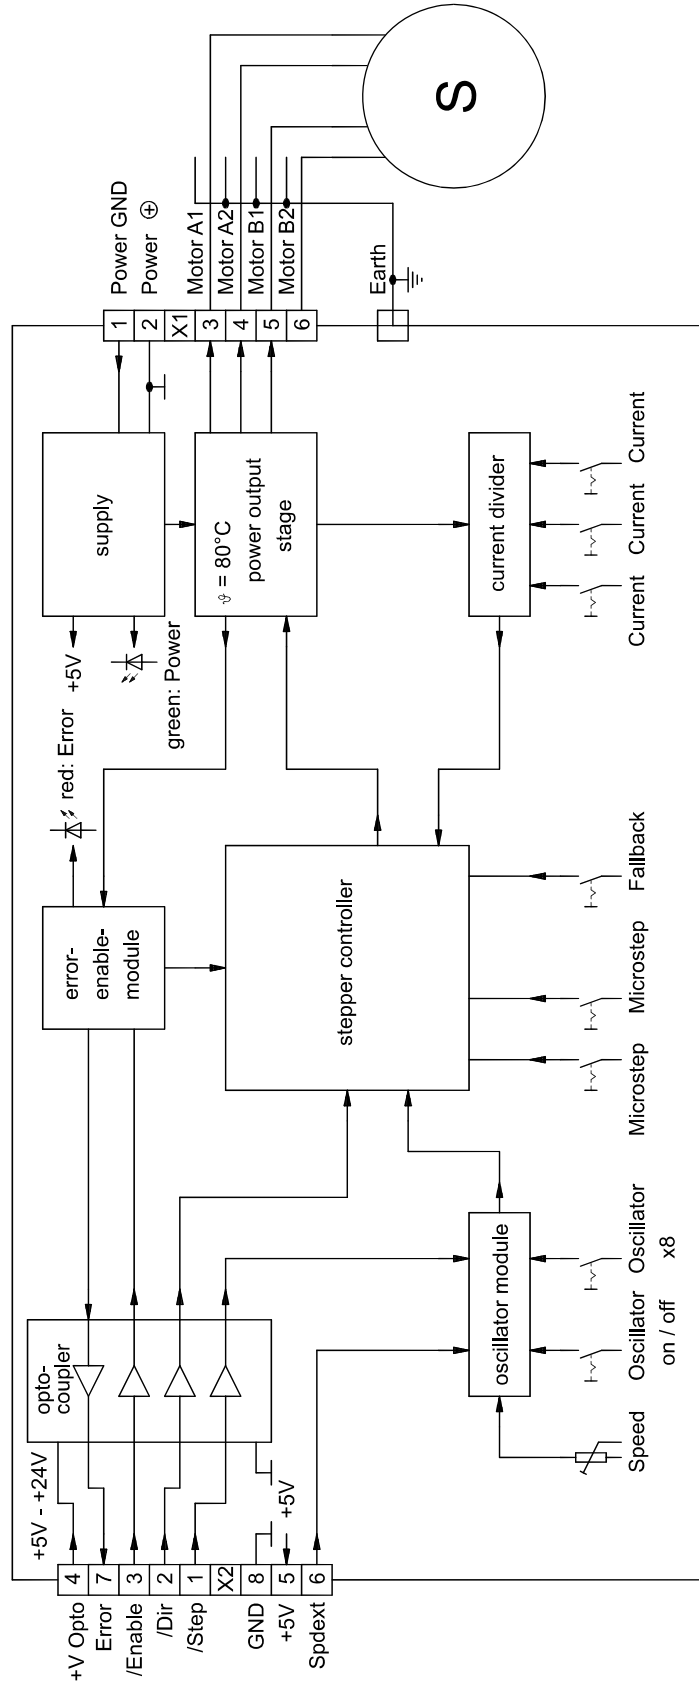 +V Opto
4
Error
7
/Enable
3
/Dir
2
/Step
1
X2
GND
8
+5V
5
Spdext
6
+5V - +24V
+5V
opto-
coupler
error-
enable-
module
red: Error
+5V
green: Power
supply
ϑ = 80°C
power output
stage
stepper controller
oscillator module
current divider
Speed
Oscillator
on / off
Oscillator
x8
Microstep
Microstep
Fallback
Current
Current
Current
1
Power GND
2
Power ⊕
X1
3
Motor A1
4
Motor A2
5
Motor B1
6
Motor B2
Earth
S